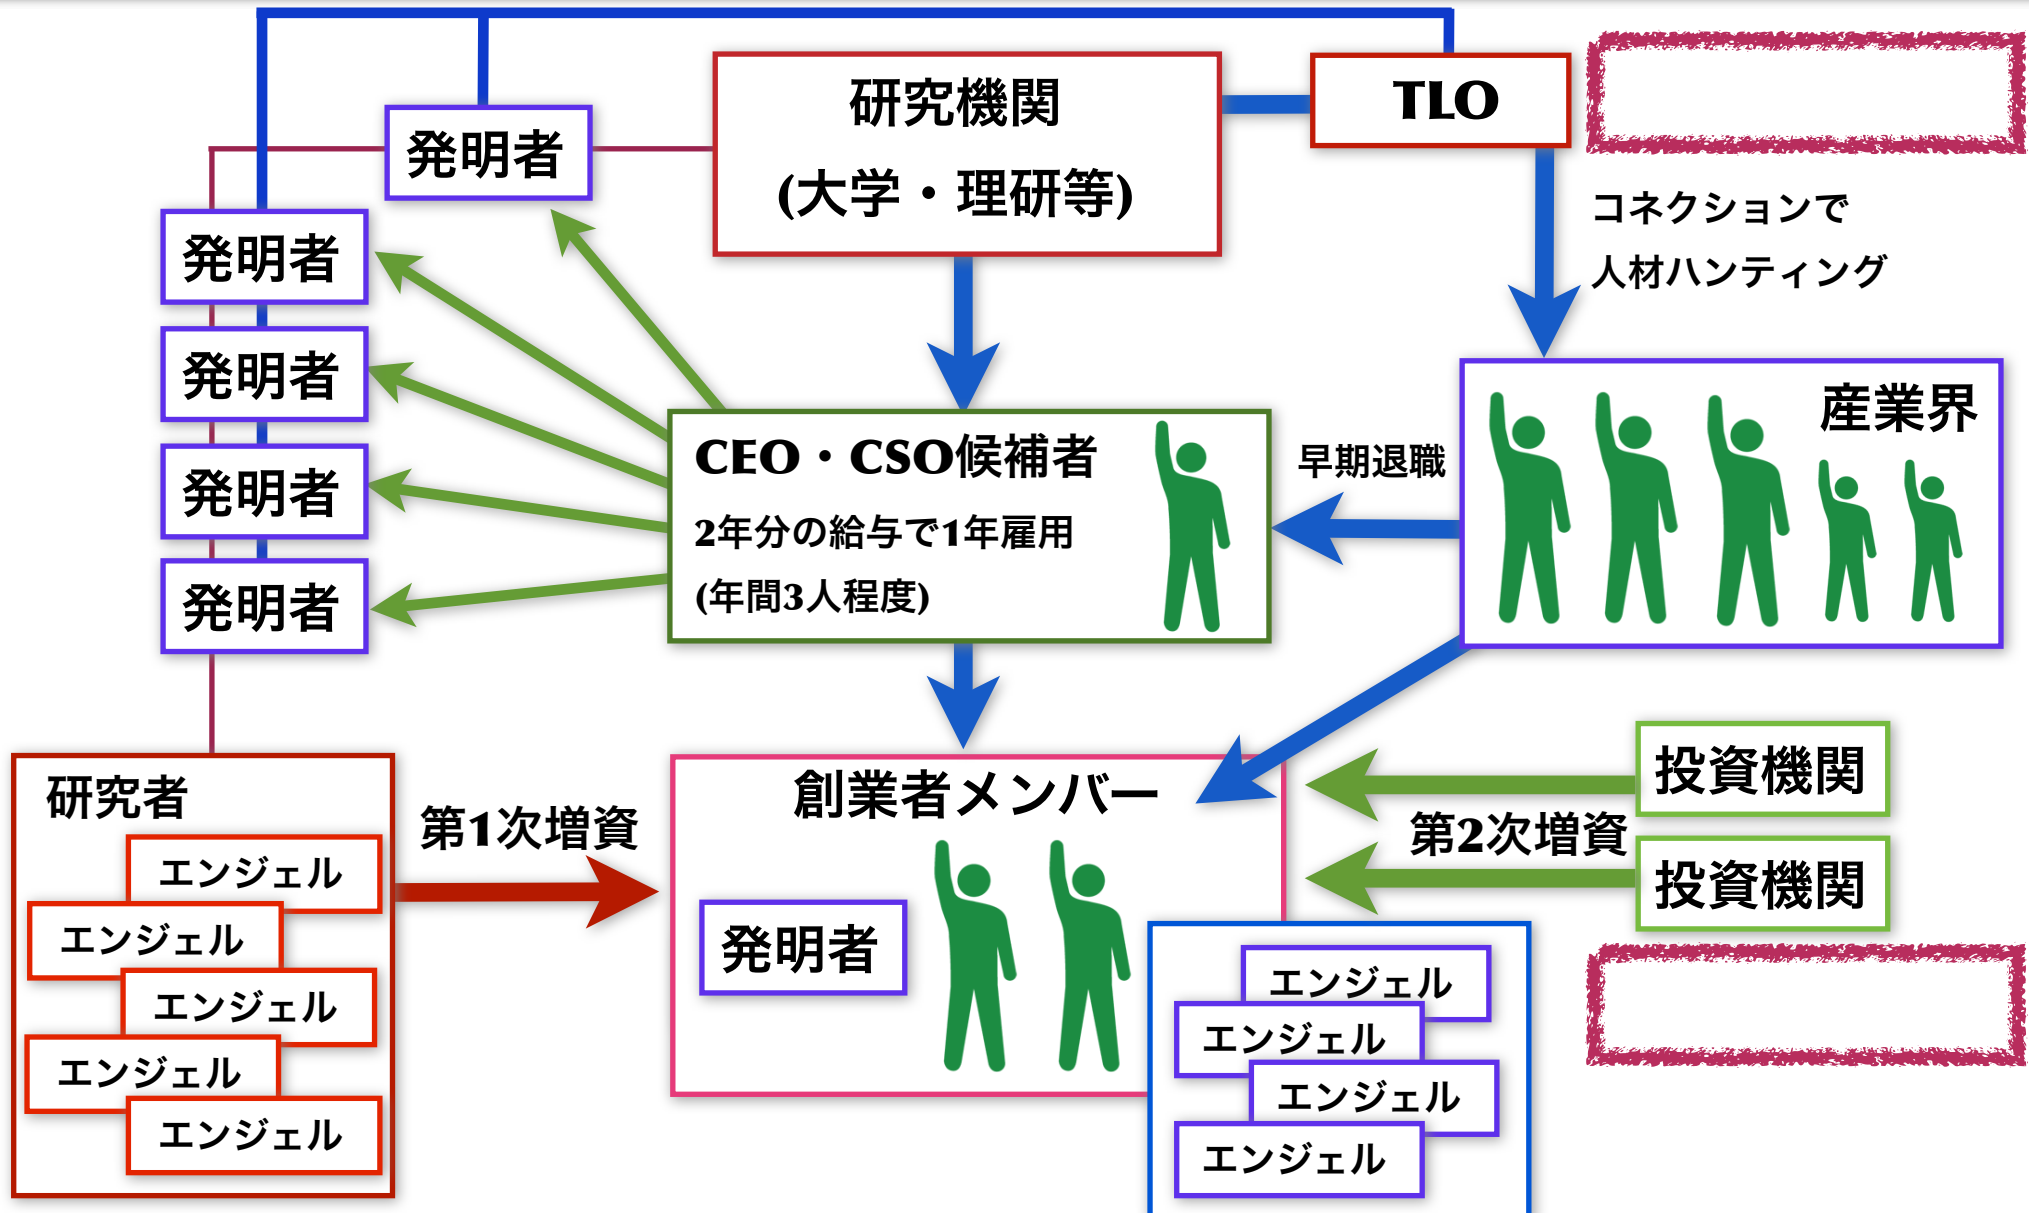 研究機関
(大学・理研等)
TLO
発明者
発明者
発明者
発明者
発明者
コネクションで
人材ハンティング
産業界
早期退職
CEO・CSO候補者
2年分の給与で1年雇用
(年間3人程度)
研究者
エンジェル
エンジェル
エンジェル
エンジェル
エンジェル
第1次増資
創業者メンバー
発明者
投資機関
第2次増資
投資機関
エンジェル
エンジェル
エンジェル
エンジェル